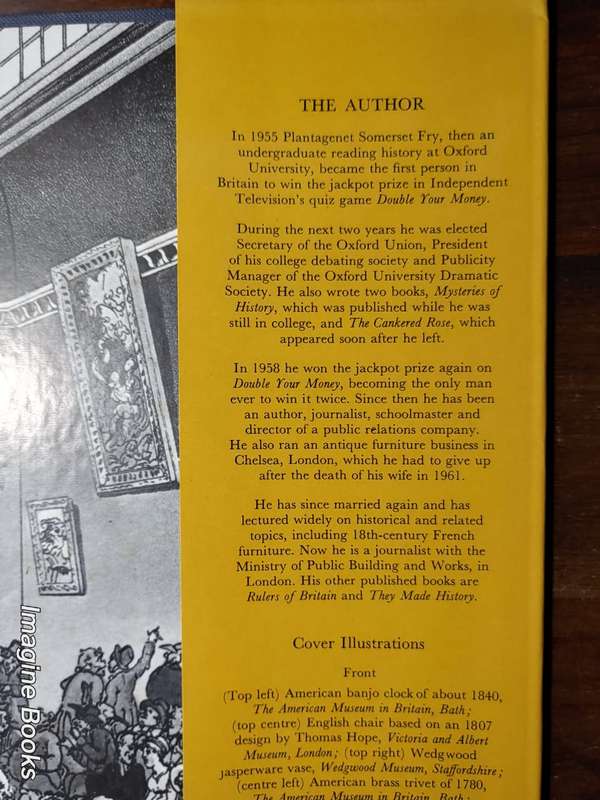 THE AUTHOR
In 1955 Plantagenet Somerset Fry, then an
undergraduate reading history at Oxford
University, became the first person in
Britain to win the jackpot prize in Independent
Television's quiz game Double Your Money.
During the next two years he was elected
Secretary of the Oxford Union, President
of his college debating society and Publicity
Manager of the Oxford University Dramatic
Society. He also wrote two books, Mysteries of
History, which was published while he was
still in college, and The Cankered Rose, which
appeared soon after he left.
In 1958 he won the jackpot prize again on
Double Your Money, becoming the only man
ever to win it twice. Since then he has been
an author, journalist, schoolmaster and
director of a public relations company.
He also ran an antique furniture business in
Chelsea, London, which he had to give up
after the death of his wife in 1961.
He has since married again and has
lectured widely on historical and related
topics, including 18th-century French
furniture. Now he is a journalist with the
Ministry of Public Building and Works, in
London. His other published books are
Rulers of Britain and They Made History.
Cover Illustrations
Front
(Top left) American banjo clock of about 1840,
The American Museum in Britain, Bath;
(top centre) English chair based on an 1807
design by Thomas Hope, Victoria and Albert
Museum, London; (top right) Wedgwood
jasperware vase, Wedgwood Museum, Staffordshire;
(centre left) American brass trivet of 1780,
The American Museum in Britain, Bath;
Imagine Books